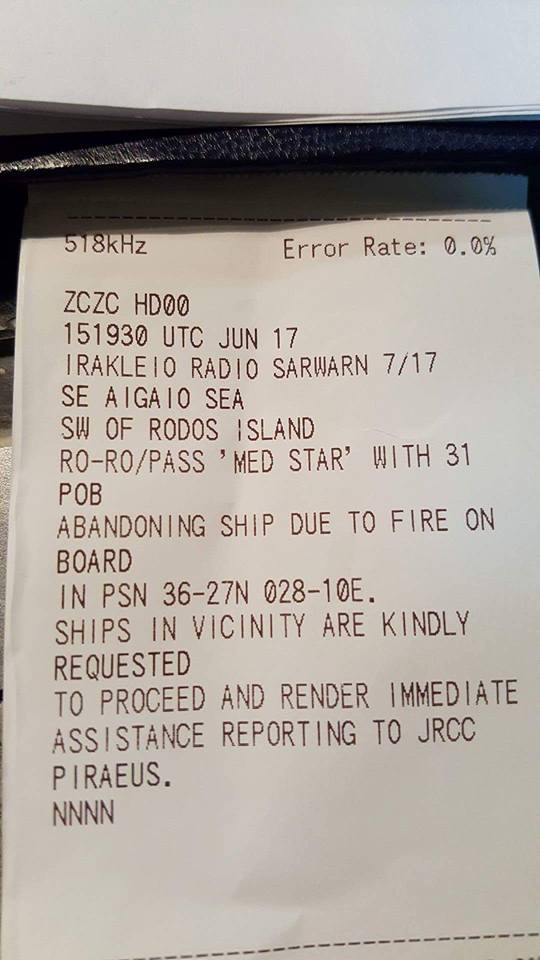 518kHz Error Rate: 0.0%
ZCZC HD00
151930 UTC JUN 17
IRAKLEIO RADIO SARWARN 7/17
SE AIGAIO SEA
SW OF RODOS ISLAND
RO-RO/PASS 'MED STAR' WITH 31
POB
ABANDONING SHIP DUE TO FIRE ON
BOARD
IN PSN 36-27N 028-10E.
SHIPS IN VICINITY ARE KINDLY
REQUESTED
TO PROCEED AND RENDER IMMEDIATE
ASSISTANCE REPORTING TO JRCC
PIRAEUS.
NNNN